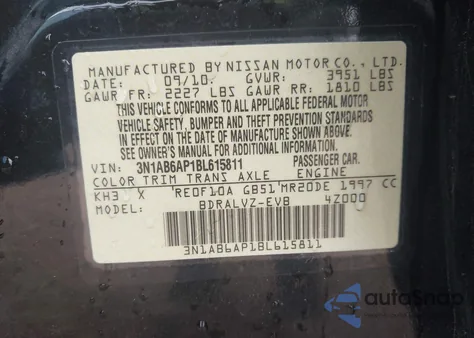 MANUFACTURED BY NISSAN MOTOR CO., LTD.
DATE: 09/10. GVWR: 3951 LBS
GAWR FR: 2227 LBS GAWR RR: 1810 LBS
THIS VEHICLE CONFORMS TO ALL APPLICABLE FEDERAL MOTOR
VEHICLE SAFETY, BUMPER AND THEFT PREVENTION STANDARDS
IN EFFECT ON THE DATE OF MANUFACTURE SHOWN ABOVE.
SEE OWNER'S MANUAL FOR ADDITIONAL INFORMATION.
VIN: 3N1AB6AP1BL615811 PASSENGER CAR
COLOR TRIM TRANS AXLE ENGINE
KH3 X 'RE0F10A GB51'MR20DE 1997 CC
MODEL: BDRALVZ-EVB 4Z000
3N1AB6AP1BL615811
autoSnap